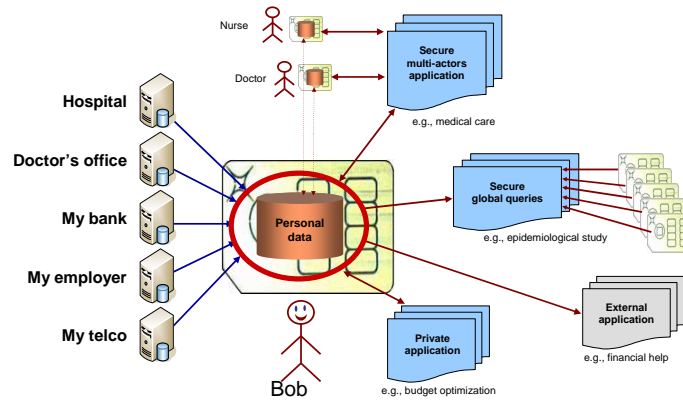 Nurse
Doctor
Secure
multi-actors
application
e.g., medical care
Hospital
Doctor's office
My bank
My employer
My telco
Personal
data
Secure
global queries
e.g., epidemiological study
External
application
e.g., financial help
Private
application
e.g., budget optimization
Bob